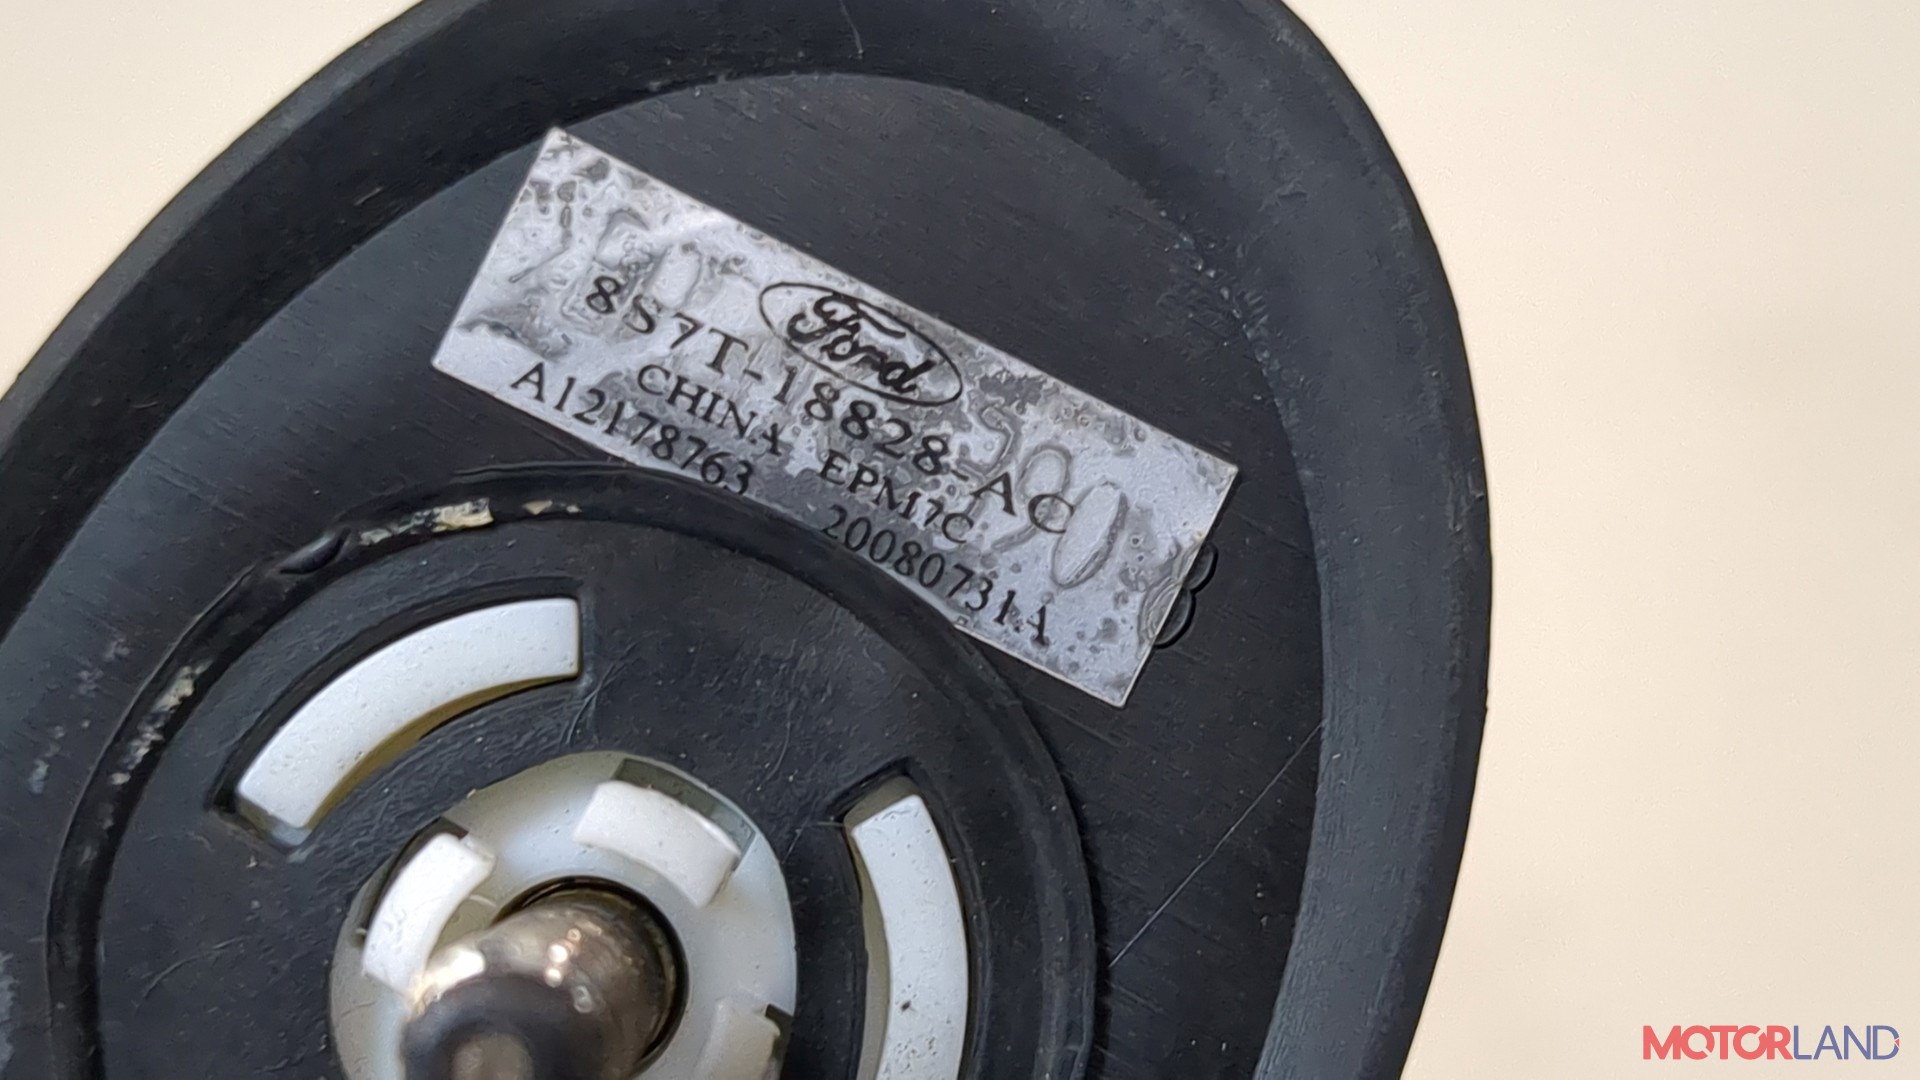 Ford
8S7T-18828-AC
CHINA EPM7C
A12178763 20080731A
MOTORLAND